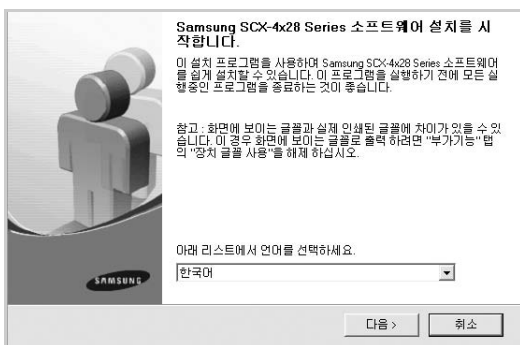 Samsung SCX-4x28 Series 소프트웨어 설치를 시
작합니다.
이 설치 프로그램을 사용하며 Samsung SCX-4x28 Series 소프트웨어
를 쉽게 설치할 수 있습니다. 이 프로그램을 실행하기 전에 모든 실
행중인 프로그램을 종료하는 것이 좋습니다.
참고 : 화면에 보이는 글꼴과 실제 인쇄된 글꼴에 차이가 있을 수 있
습니다. 이 경우 화면에 보이는 글꼴로 출력 하려면 "부가기능" 탭
의 "장치 글꼴 사용"을 해제 하십시오.
아래 리스트에서 언어를 선택하세요.
SAMSUNG
한국어
다음 >
취소